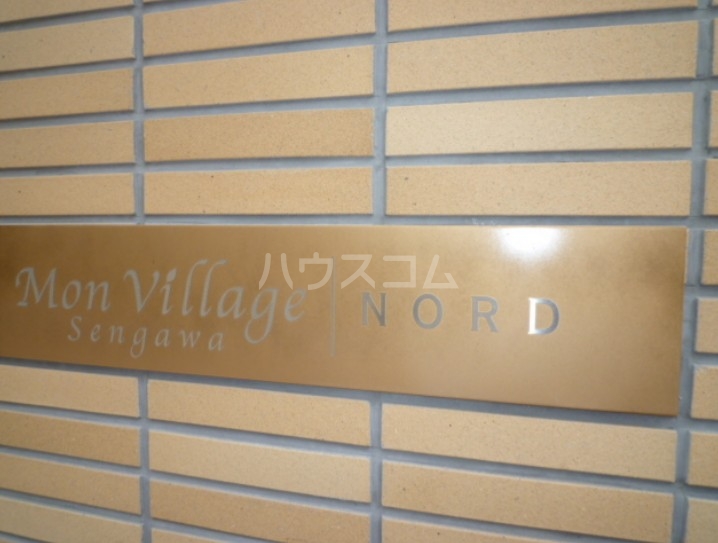 Mon Village
Sengawa
NORD
ハウスコム